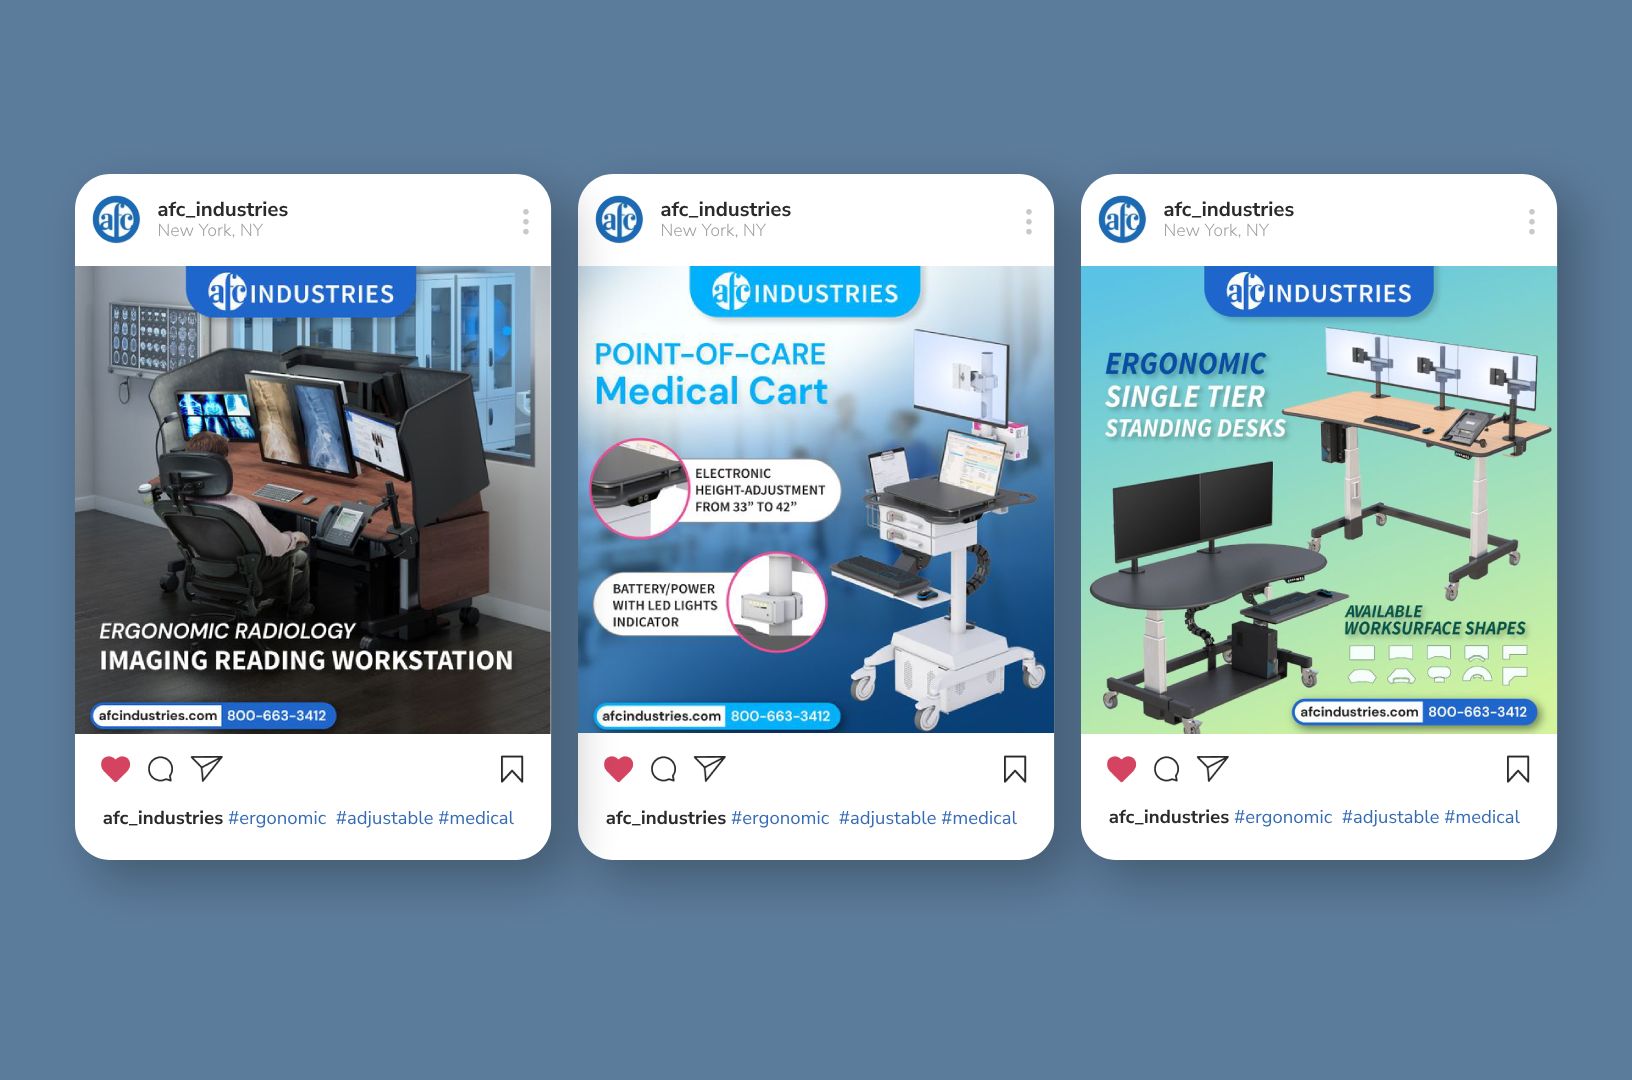 afc
afc_industries
New York, NY
afc INDUSTRIES
ERGONOMIC RADIOLOGY
IMAGING READING WORKSTATION
afcindustries.com 800-663-3412
afc_industries #ergonomic #adjustable #medical
afc
afc_industries
New York, NY
afc INDUSTRIES
POINT-OF-CARE
Medical Cart
ELECTRONIC
HEIGHT-ADJUSTMENT
FROM 33” TO 42”
BATTERY/POWER
WITH LED LIGHTS
INDICATOR
afcindustries.com 800-663-3412
afc_industries #ergonomic #adjustable #medical
afc
afc_industries
New York, NY
afc INDUSTRIES
ERGONOMIC
SINGLE TIER
STANDING DESKS
AVAILABLE
WORKSURFACE SHAPES
afcindustries.com 800-663-3412
afc_industries #ergonomic #adjustable #medical